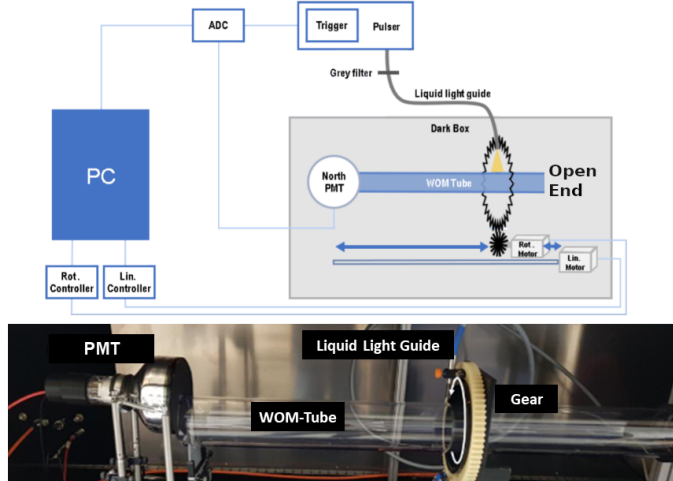 ADC
Trigger
Pulser
Grey filter
Liquid light guide
Dark Box
PC
North
PMT
WOM Tube
Open
End
Rot.
Motor
Lin.
Motor
Rot.
Controller
Lin.
Controller
PMT
Liquid Light Guide
WOM-Tube
Gear